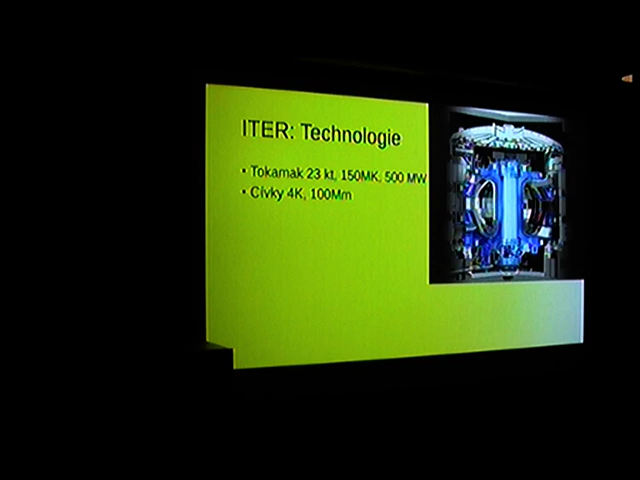 ITER: Technologie
• Tokamak 23 kt, 150MK, 500 MW
• Cívky 4K, 100Mm